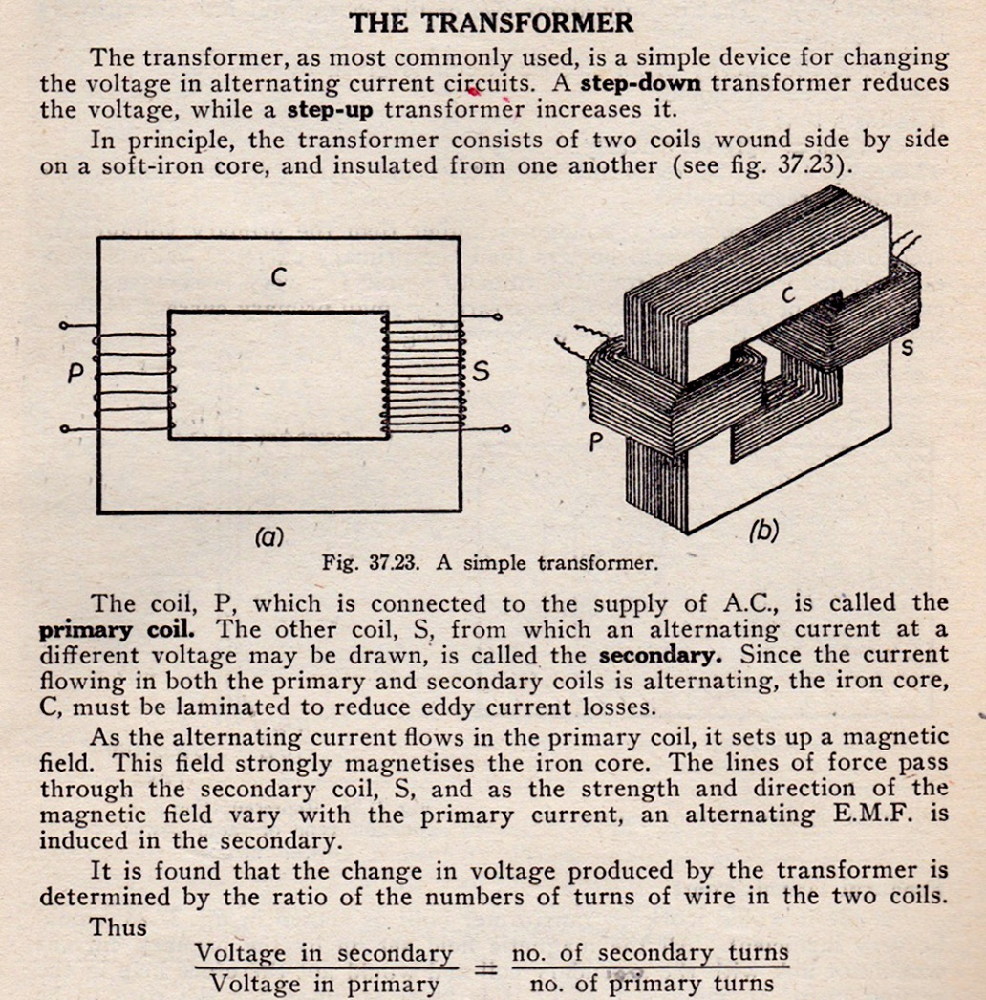 THE TRANSFORMER
The transformer, as most commonly used, is a simple device for changing
the voltage in alternating current circuits. A step-down transformer reduces
the voltage, while a step-up transformer increases it.
In principle, the transformer consists of two coils wound side by side
on a soft-iron core, and insulated from one another (see fig. 37.23).
C
P
S
(a)
C
S
P
(b)
Fig. 37.23. A simple transformer.
The coil, P, which is connected to the supply of A.C., is called the
primary coil. The other coil, S, from which an alternating current at a
different voltage may be drawn, is called the secondary. Since the current
flowing in both the primary and secondary coils is alternating, the iron core,
C, must be laminated to reduce eddy current losses.
As the alternating current flows in the primary coil, it sets up a magnetic
field. This field strongly magnetises the iron core. The lines of force pass
through the secondary coil, S, and as the strength and direction of the
magnetic field vary with the primary current, an alternating E.M.F. is
induced in the secondary.
It is found that the change in voltage produced by the transformer is
determined by the ratio of the numbers of turns of wire in the two coils.
Thus
Voltage in secondary = no. of secondary turns
Voltage in primary no. of primary turns